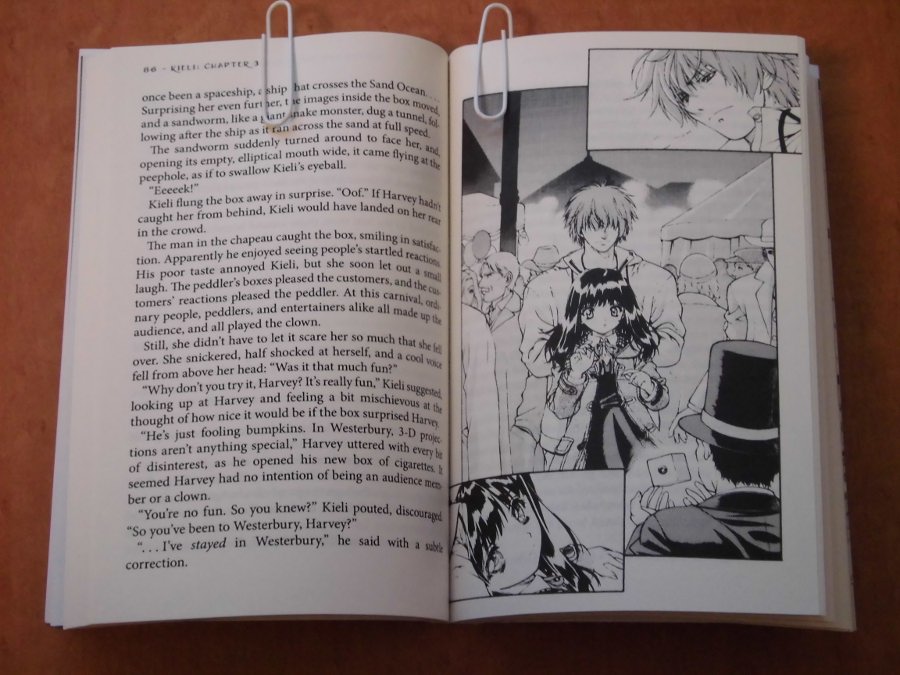 66 - KIELI: CHAPTER 3
once been a spaceship, a ship that crosses the Sand Ocean. . . .
Surprising her even further, the images inside the box moved,
and a sandworm, like a giant snake monster, dug a tunnel, fol-
lowing after the ship as it ran across the sand at full speed.
The sandworm suddenly turned around to face her, and,
opening its empty, elliptical mouth wide, it came flying at the
peephole, as if to swallow Kieli's eyeball.
"Eeeeek!"
Kieli flung the box away in surprise. "Oof." If Harvey hadn't
caught her from behind, Kieli would have landed on her rear
in the crowd.
The man in the chapeau caught the box, smiling in satisfac-
tion. Apparently he enjoyed seeing people's startled reactions.
His poor taste annoyed Kieli, but she soon let out a small
laugh. The peddler's boxes pleased the customers, and the cus-
tomers' reactions pleased the peddler. At this carnival, ordi-
nary people, peddlers, and entertainers alike all made up the
audience, and all played the clown.
Still, she didn't have to let it scare her so much that she fell
over. She snickered, half shocked at herself, and a cool voice
fell from above her head: "Was it that much fun?"
"Why don't you try it, Harvey? It's really fun," Kieli suggested,
looking up at Harvey and feeling a bit mischievous at the
thought of how nice it would be if the box surprised Harvey.
"He's just fooling bumpkins. In Westerbury, 3-D projec-
tions aren't anything special," Harvey uttered with every bit
of disinterest, as he opened his new box of cigarettes. It
seemed Harvey had no intention of being an audience mem-
ber or a clown.
"You're no fun. So you knew?" Kieli pouted, discouraged.
"So you've been to Westerbury, Harvey?"
". . . I've stayed in Westerbury," he said with a subtle
correction.